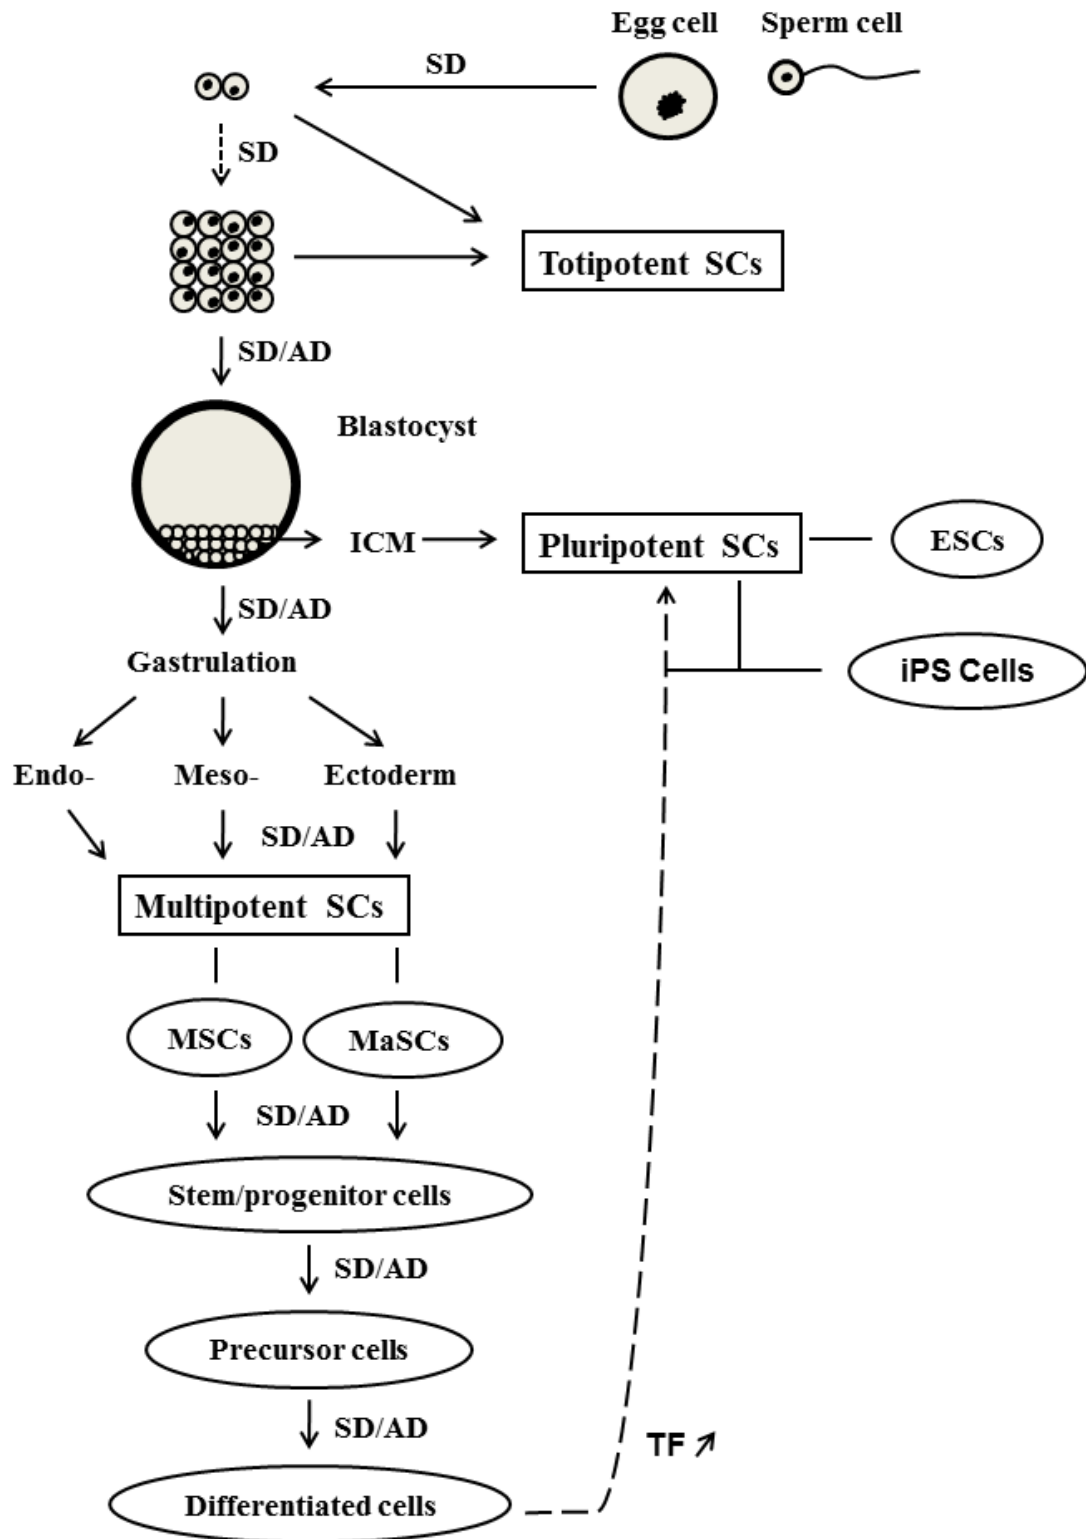 Egg cell
Sperm cell
SD
SD
Totipotent SCs
SD/AD
Blastocyst
ICM
Pluripotent SCs
ESCs
SD/AD
Gastrulation
iPS Cells
Endo-
Meso-
Ectoderm
SD/AD
Multipotent SCs
MSCs
MaSCs
SD/AD
Stem/progenitor cells
SD/AD
Precursor cells
SD/AD
TF
Differentiated cells